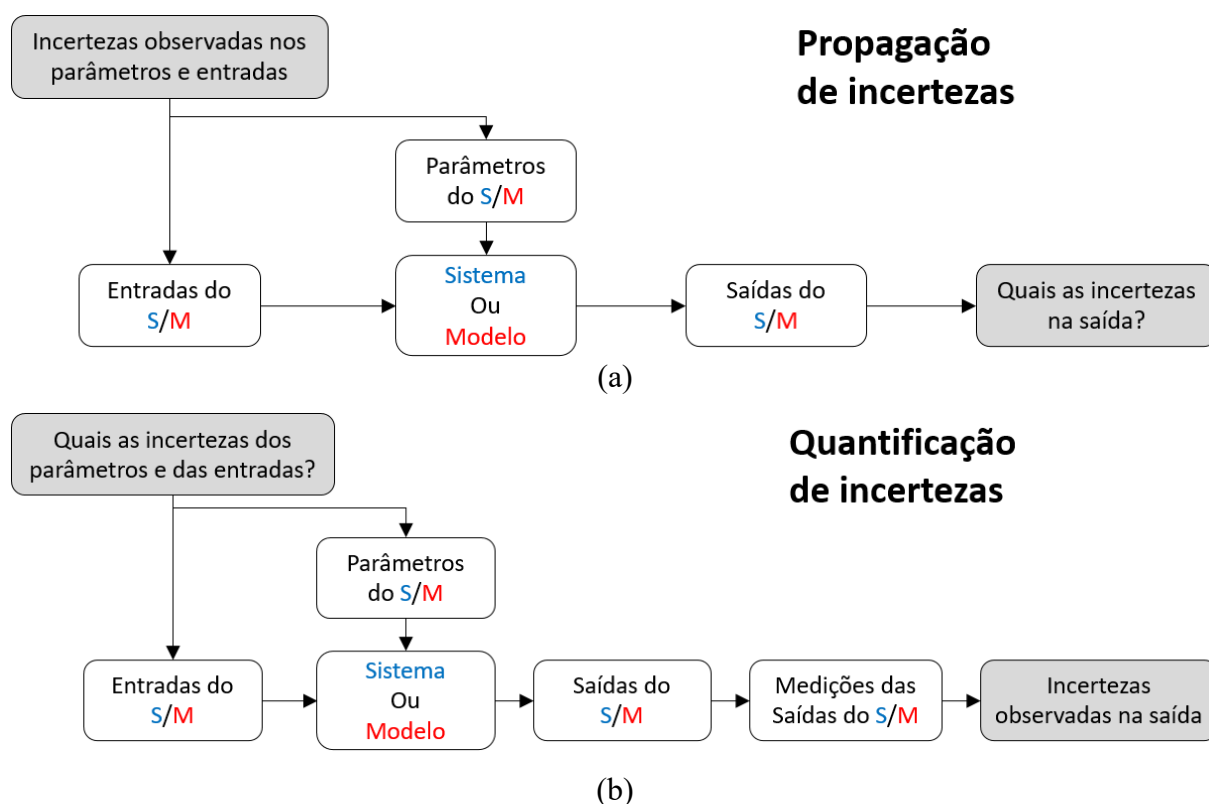 Incertezas observadas nos
parâmetros e entradas
Propagação
de incertezas
Parâmetros
do S/M
Entradas do
S/M
Sistema
Ou
Modelo
Saídas do
S/M
Quais as incertezas
na saída?
(a)
Quais as incertezas dos
parâmetros e das entradas?
Quantificação
de incertezas
Parâmetros
do S/M
Entradas do
S/M
Sistema
Ou
Modelo
Saídas do
S/M
Medições das
Saídas do S/M
Incertezas
observadas na saída
(b)